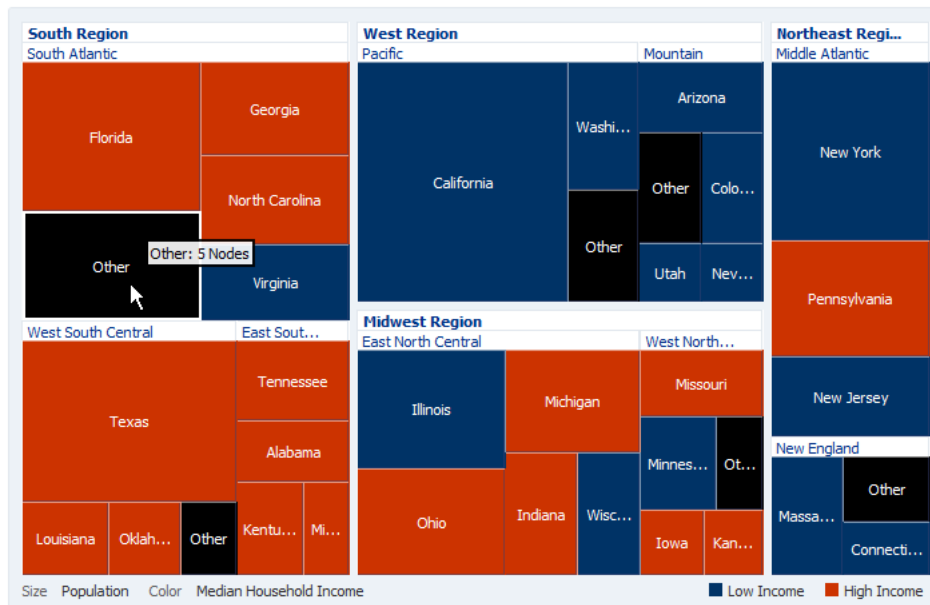 South Region
South Atlantic
Florida
Georgia
North Carolina
Other
Other: 5 Nodes
Virginia
West South Central
East Sout...
Texas
Tennessee
Alabama
Louisiana
Oklah...
Other
Kentu...
Mi...
West Region
Pacific
Mountain
California
Washi...
Other
Arizona
Other
Colo...
Utah
Nev...
Midwest Region
East North Central
West North...
Illinois
Michigan
Ohio
Indiana
Wisc...
Missouri
Minnes...
Ot...
Iowa
Kan...
Northeast Regi...
Middle Atlantic
New York
Pennsylvania
New Jersey
New England
Massa...
Other
Connecti...
Size Population Color Median Household Income
Low Income High Income